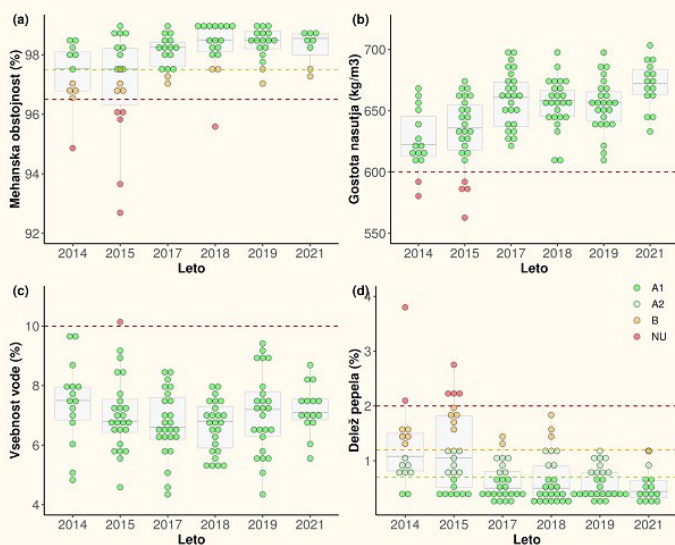 (a)
Mehanska obstojnost (%)
98
96
94
92
2014 2015 2017 2018 2019 2021
Leto
(b)
Gostota nasutja (kg/m3)
700
650
600
550
2014 2015 2017 2018 2019 2021
Leto
(c)
Vsebnost vode (%)
10
8
6
4
2014 2015 2017 2018 2019 2021
Leto
(d)
Delež pepela (%)
4
3
2
1
2014 2015 2017 2018 2019 2021
Leto
A1
A2
B
NU